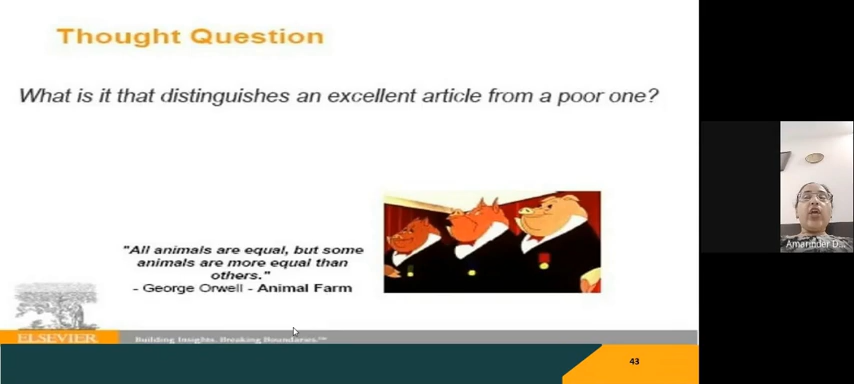 Thought Question
What is it that distinguishes an excellent article from a poor one?
"All animals are equal, but some
animals are more equal than
others."
- George Orwell - Animal Farm
ELSEVIER
Building Insights. Breaking Boundaries.™
43
Amarinder D...